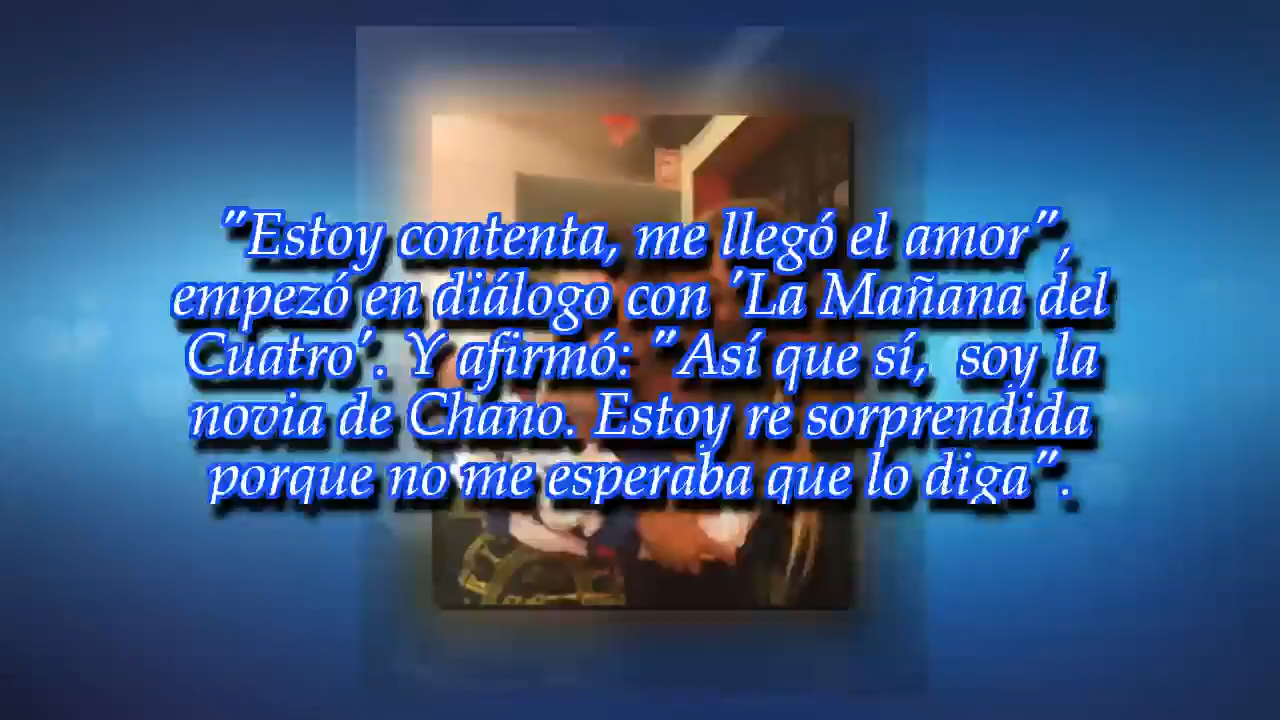 "Estoy contenta, me llegó el amor",
empezó en diálogo con 'La Mañana del
Cuatro'. Y afirmó: "Así que sí,  soy la
novia de Chano. Estoy re sorprendida
porque no me esperaba que lo diga".